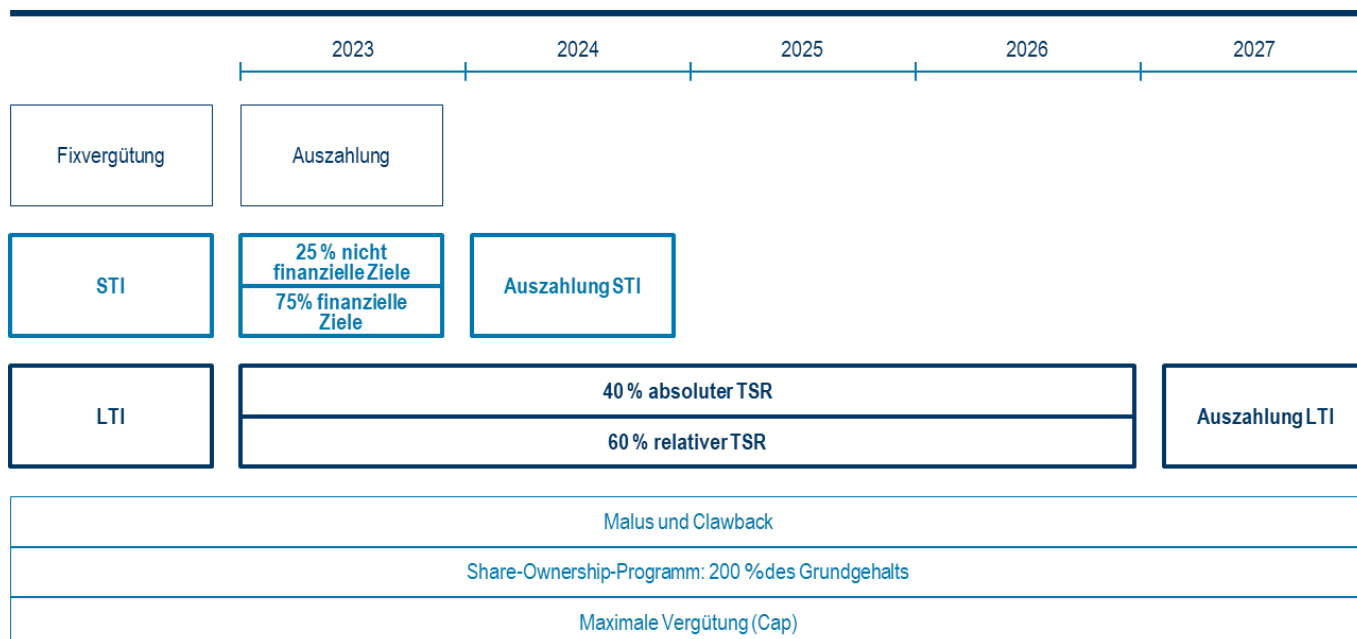 2023 2024 2025 2026 2027
Fixvergütung Auszahlung
STI
25 % nicht
finanzielle Ziele
75% finanzielle
Ziele
Auszahlung STI
LTI
40 % absoluter TSR
60 % relativer TSR
Auszahlung LTI
Malus und Clawback
Share-Ownership-Programm: 200 % des Grundgehalts
Maximale Vergütung (Cap)